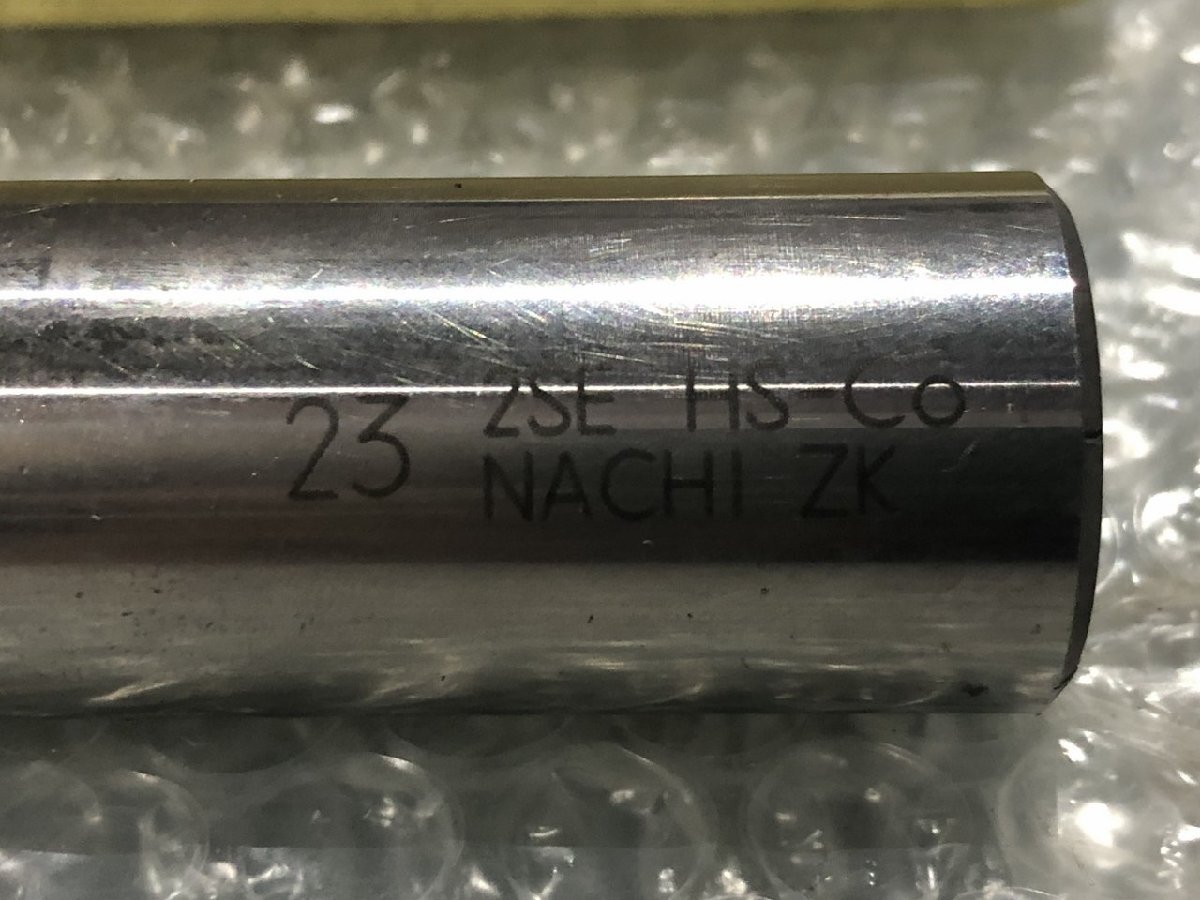 23
2SE HS-Co
NACHI ZK